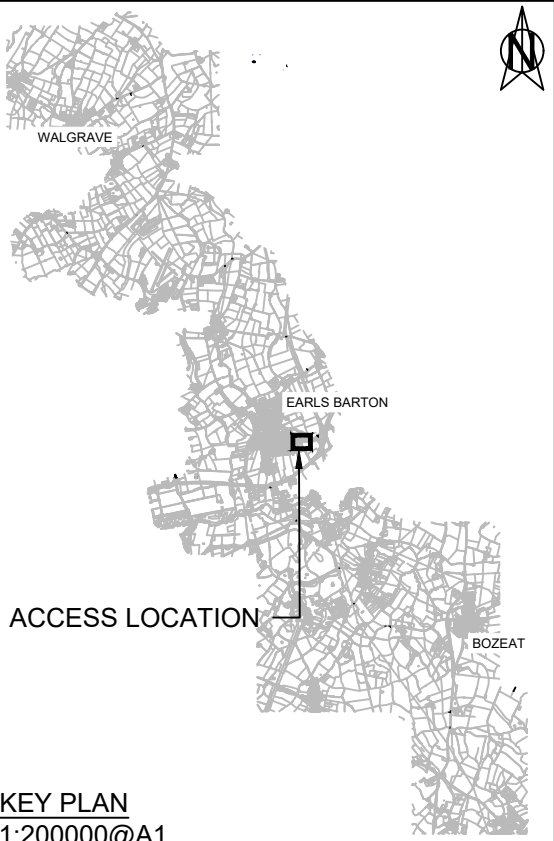 N
WALGRAVE
EARLS BARTON
ACCESS LOCATION
BOZEAT
KEY PLAN
1:200000@A1